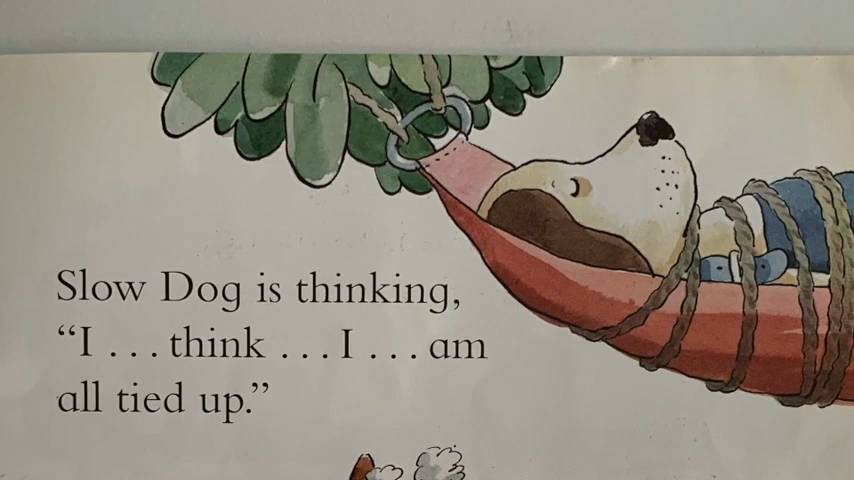 Slow Dog is thinking,
“I . . . think . . . I . . . am
all tied up.”